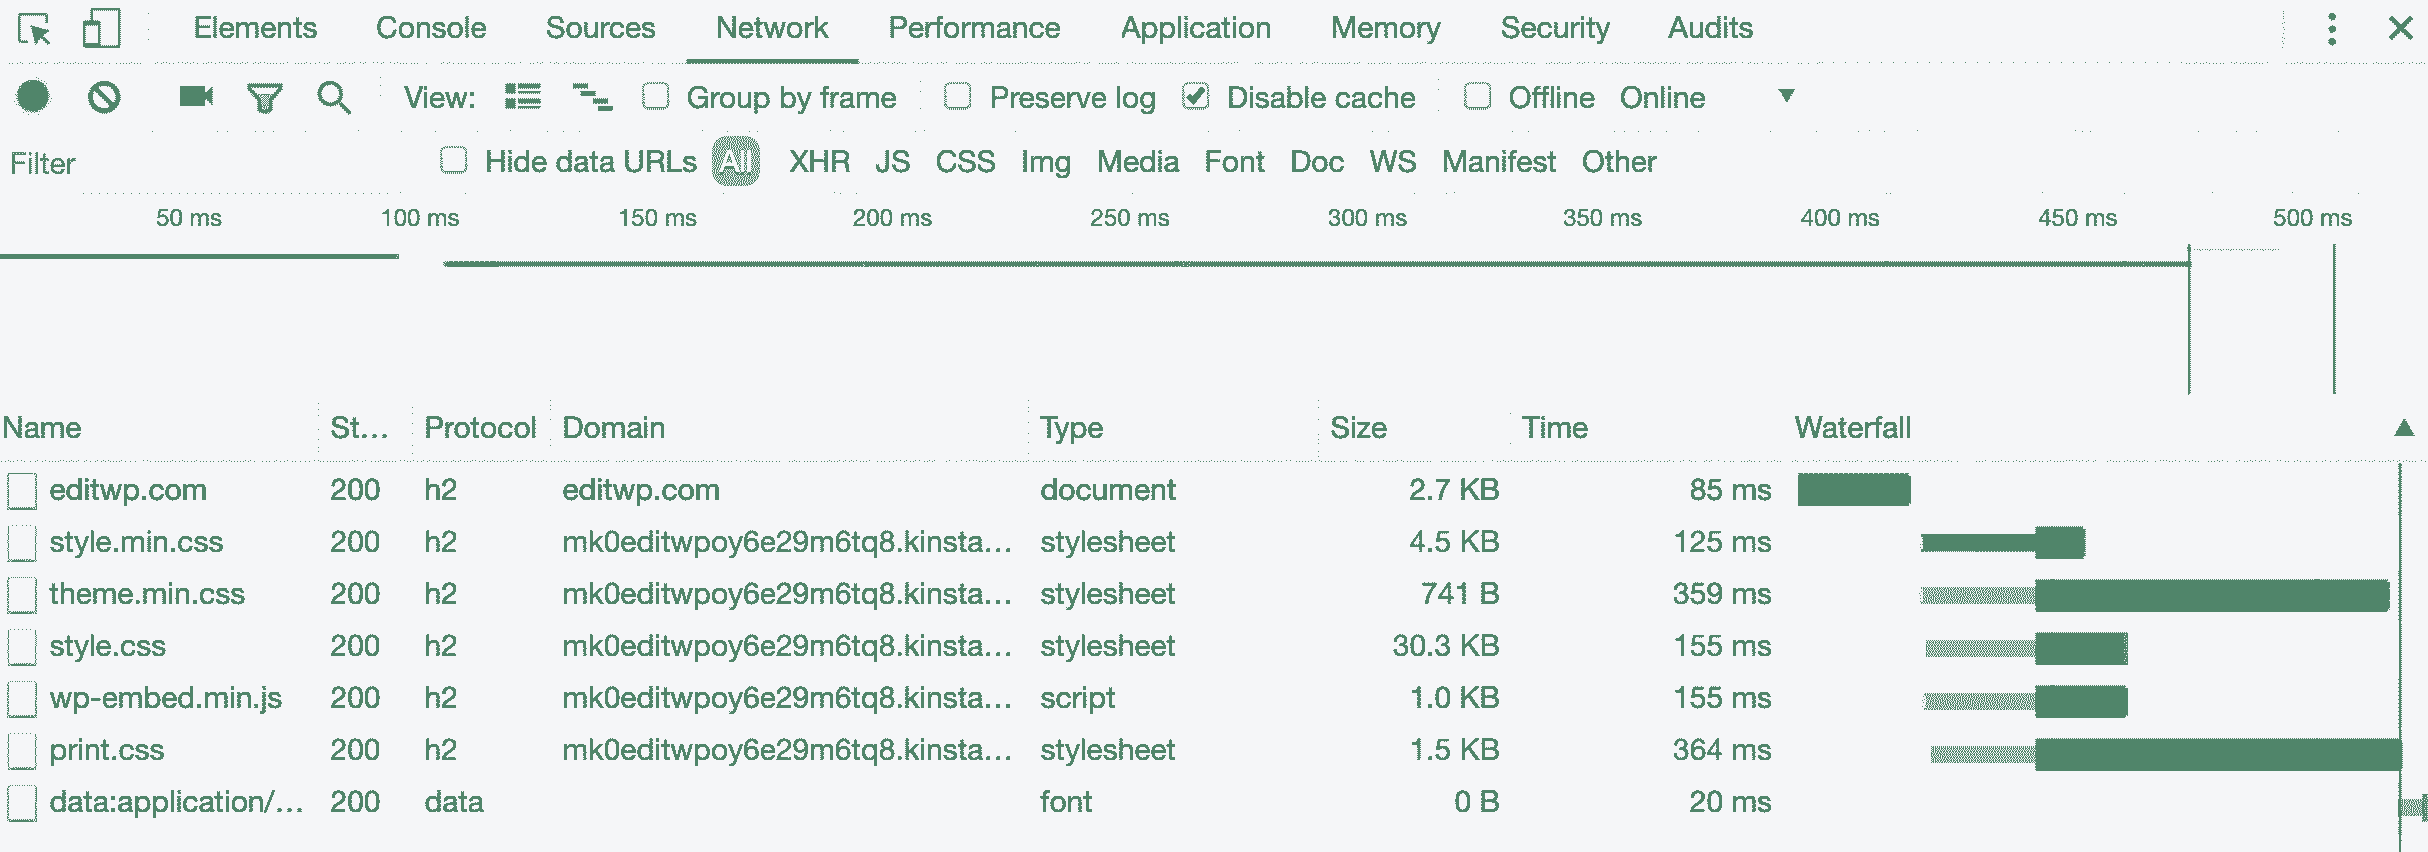 Elements Console Sources Network Performance Application Memory Security Audits
View: Group by frame Preserve log Disable cache Offline Online
Filter Hide data URLs All XHR JS CSS Img Media Font Doc WS Manifest Other
50 ms 100 ms 150 ms 200 ms 250 ms 300 ms 350 ms 400 ms 450 ms 500 ms
Name St... Protocol Domain Type Size Time Waterfall
editwp.com 200 h2 editwp.com document 2.7 KB 85 ms
style.min.css 200 h2 mk0editwpoy6e29m6tq8.kinsta... stylesheet 4.5 KB 125 ms
theme.min.css 200 h2 mk0editwpoy6e29m6tq8.kinsta... stylesheet 741 B 359 ms
style.css 200 h2 mk0editwpoy6e29m6tq8.kinsta... stylesheet 30.3 KB 155 ms
wp-embed.min.js 200 h2 mk0editwpoy6e29m6tq8.kinsta... script 1.0 KB 155 ms
print.css 200 h2 mk0editwpoy6e29m6tq8.kinsta... stylesheet 1.5 KB 364 ms
data:application/... 200 data font 0 B 20 ms